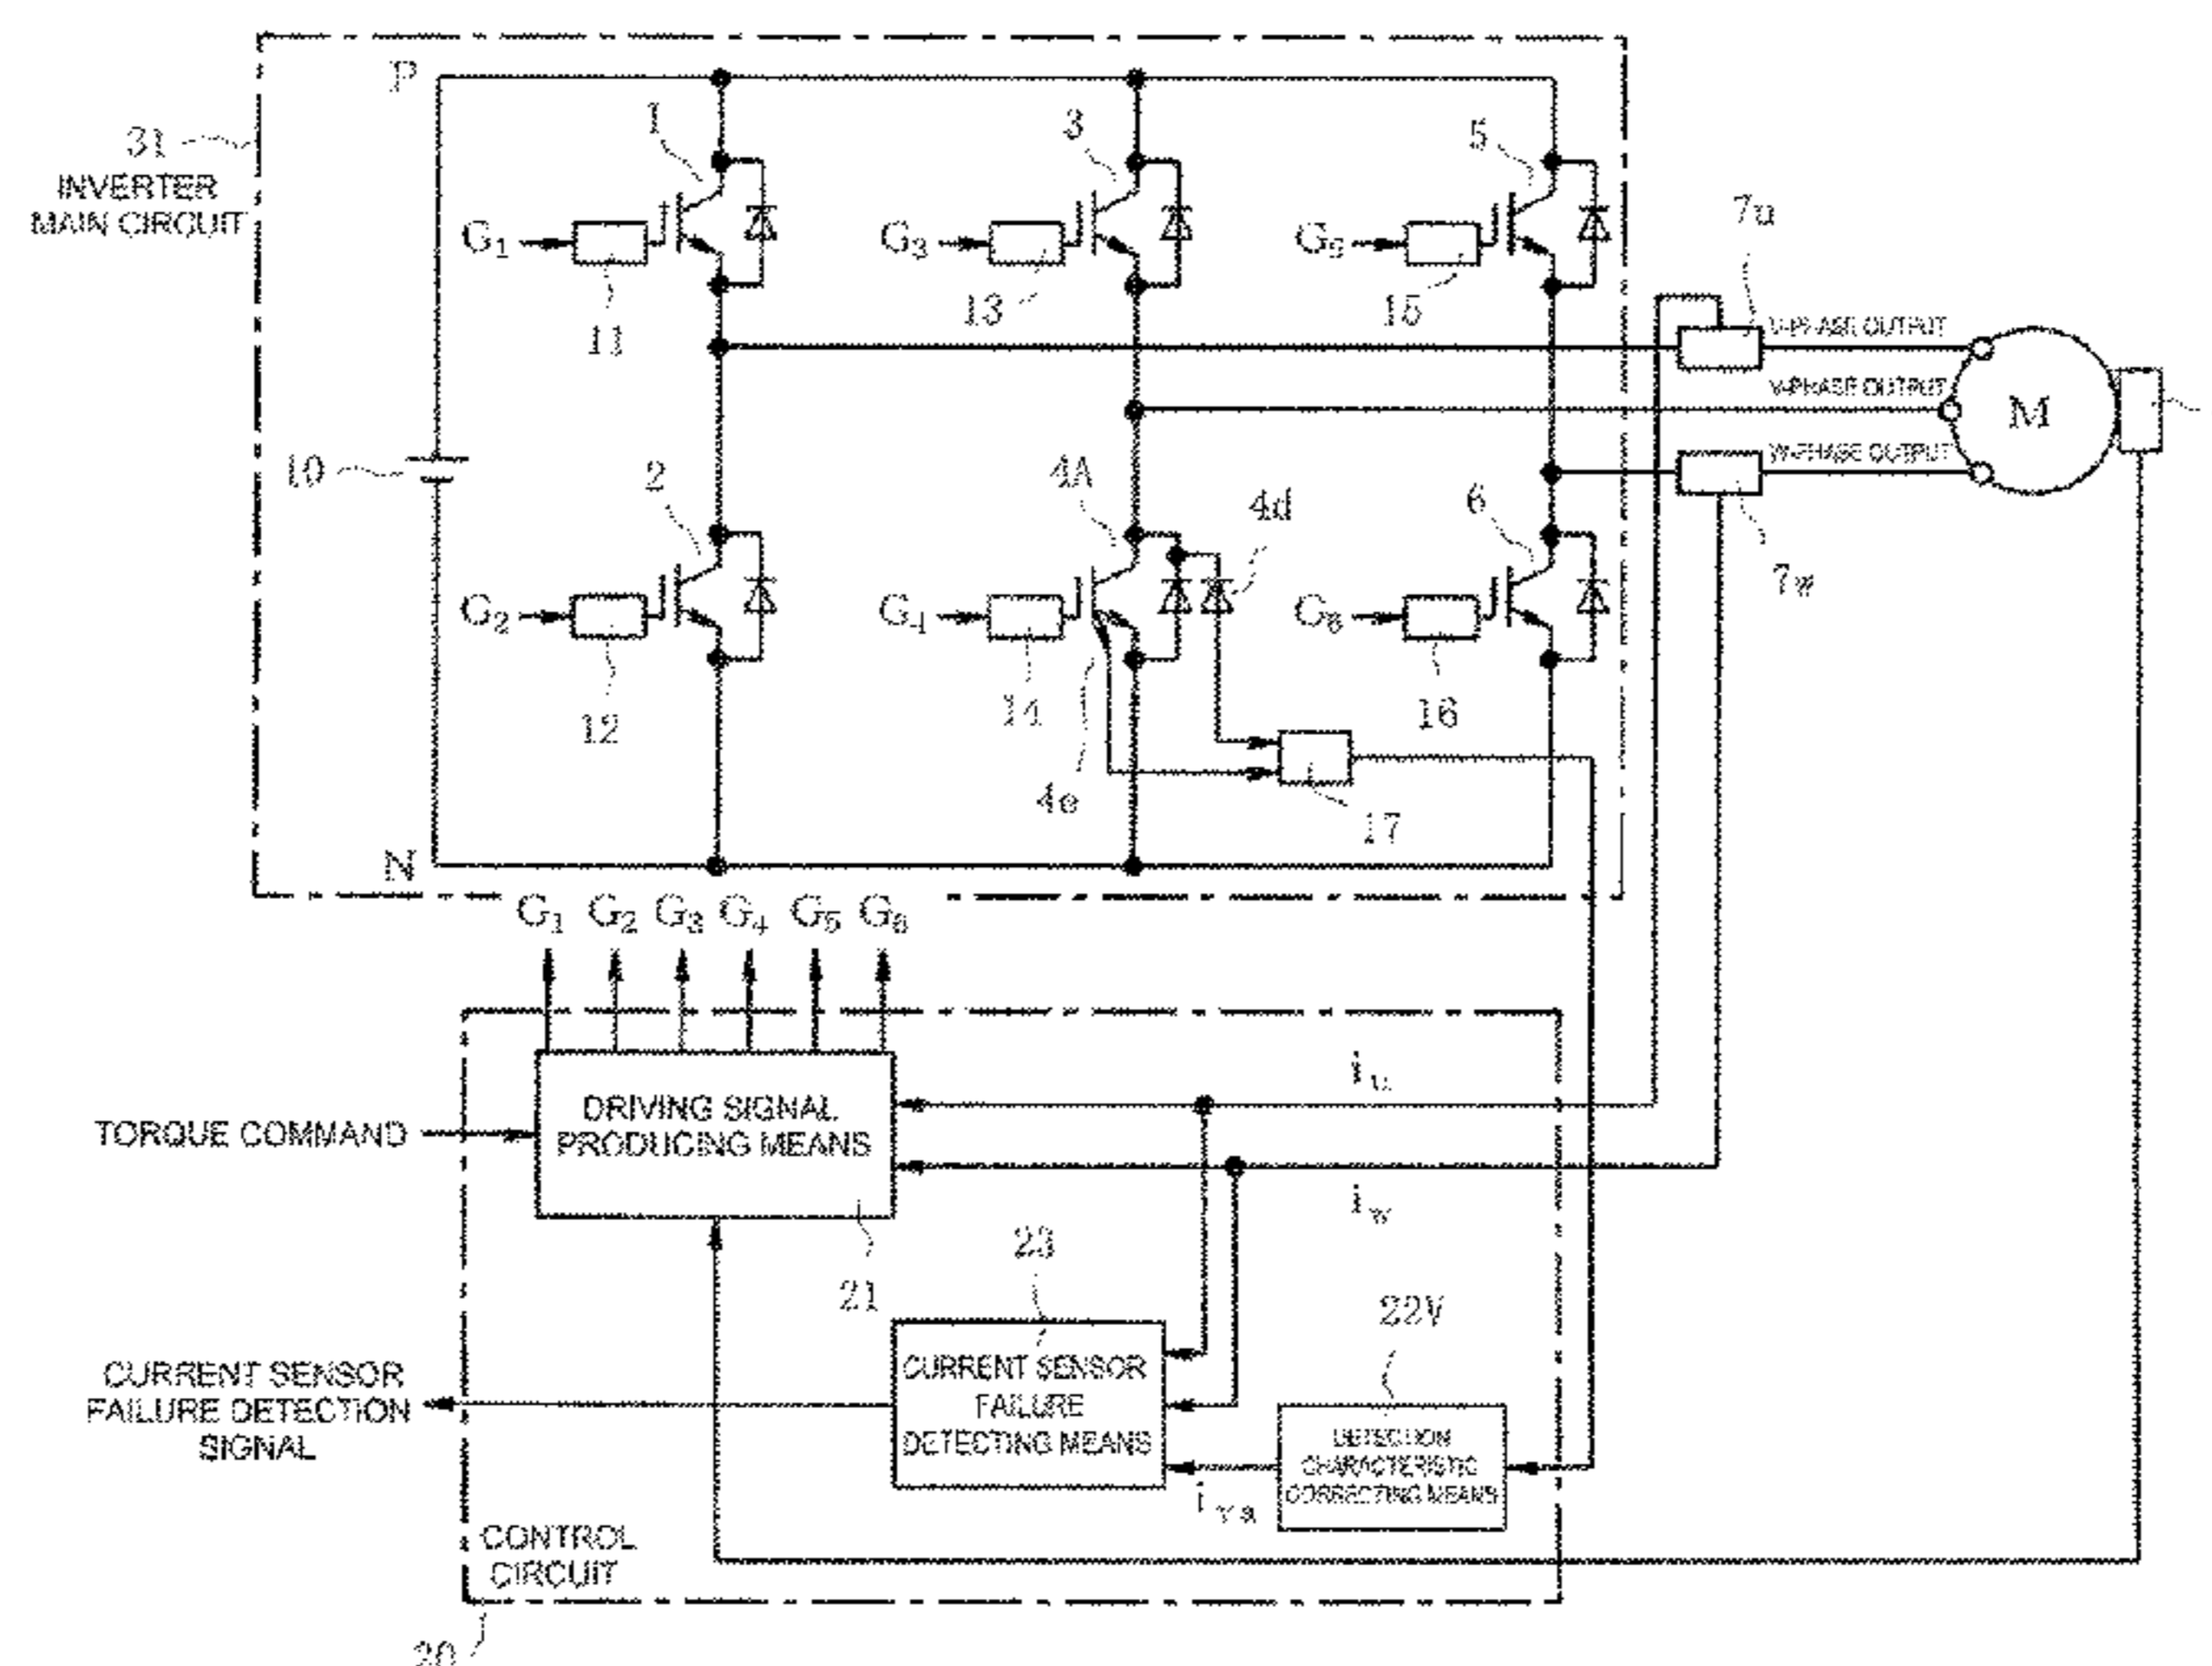 P
1
3
5
31
INVERTER
MAIN CIRCUIT
G1
G3
G5
7u
11
13
15
U-PHASE OUTPUT
V-PHASE OUTPUT
M
W-PHASE OUTPUT
10
2
4A
4d
6
7w
G2
G4
G6
12
14
16
4e
17
N
G1 G2 G3 G4 G5 G6
iu
DRIVING SIGNAL
PRODUCING MEANS
TORQUE COMMAND
iw
21
23
22V
CURRENT SENSOR
FAILURE DETECTION
SIGNAL
CURRENT SENSOR
FAILURE
DETECTING MEANS
DETECTION
CHARACTERISTIC
CORRECTING MEANS
iva
CONTROL
CIRCUIT
20